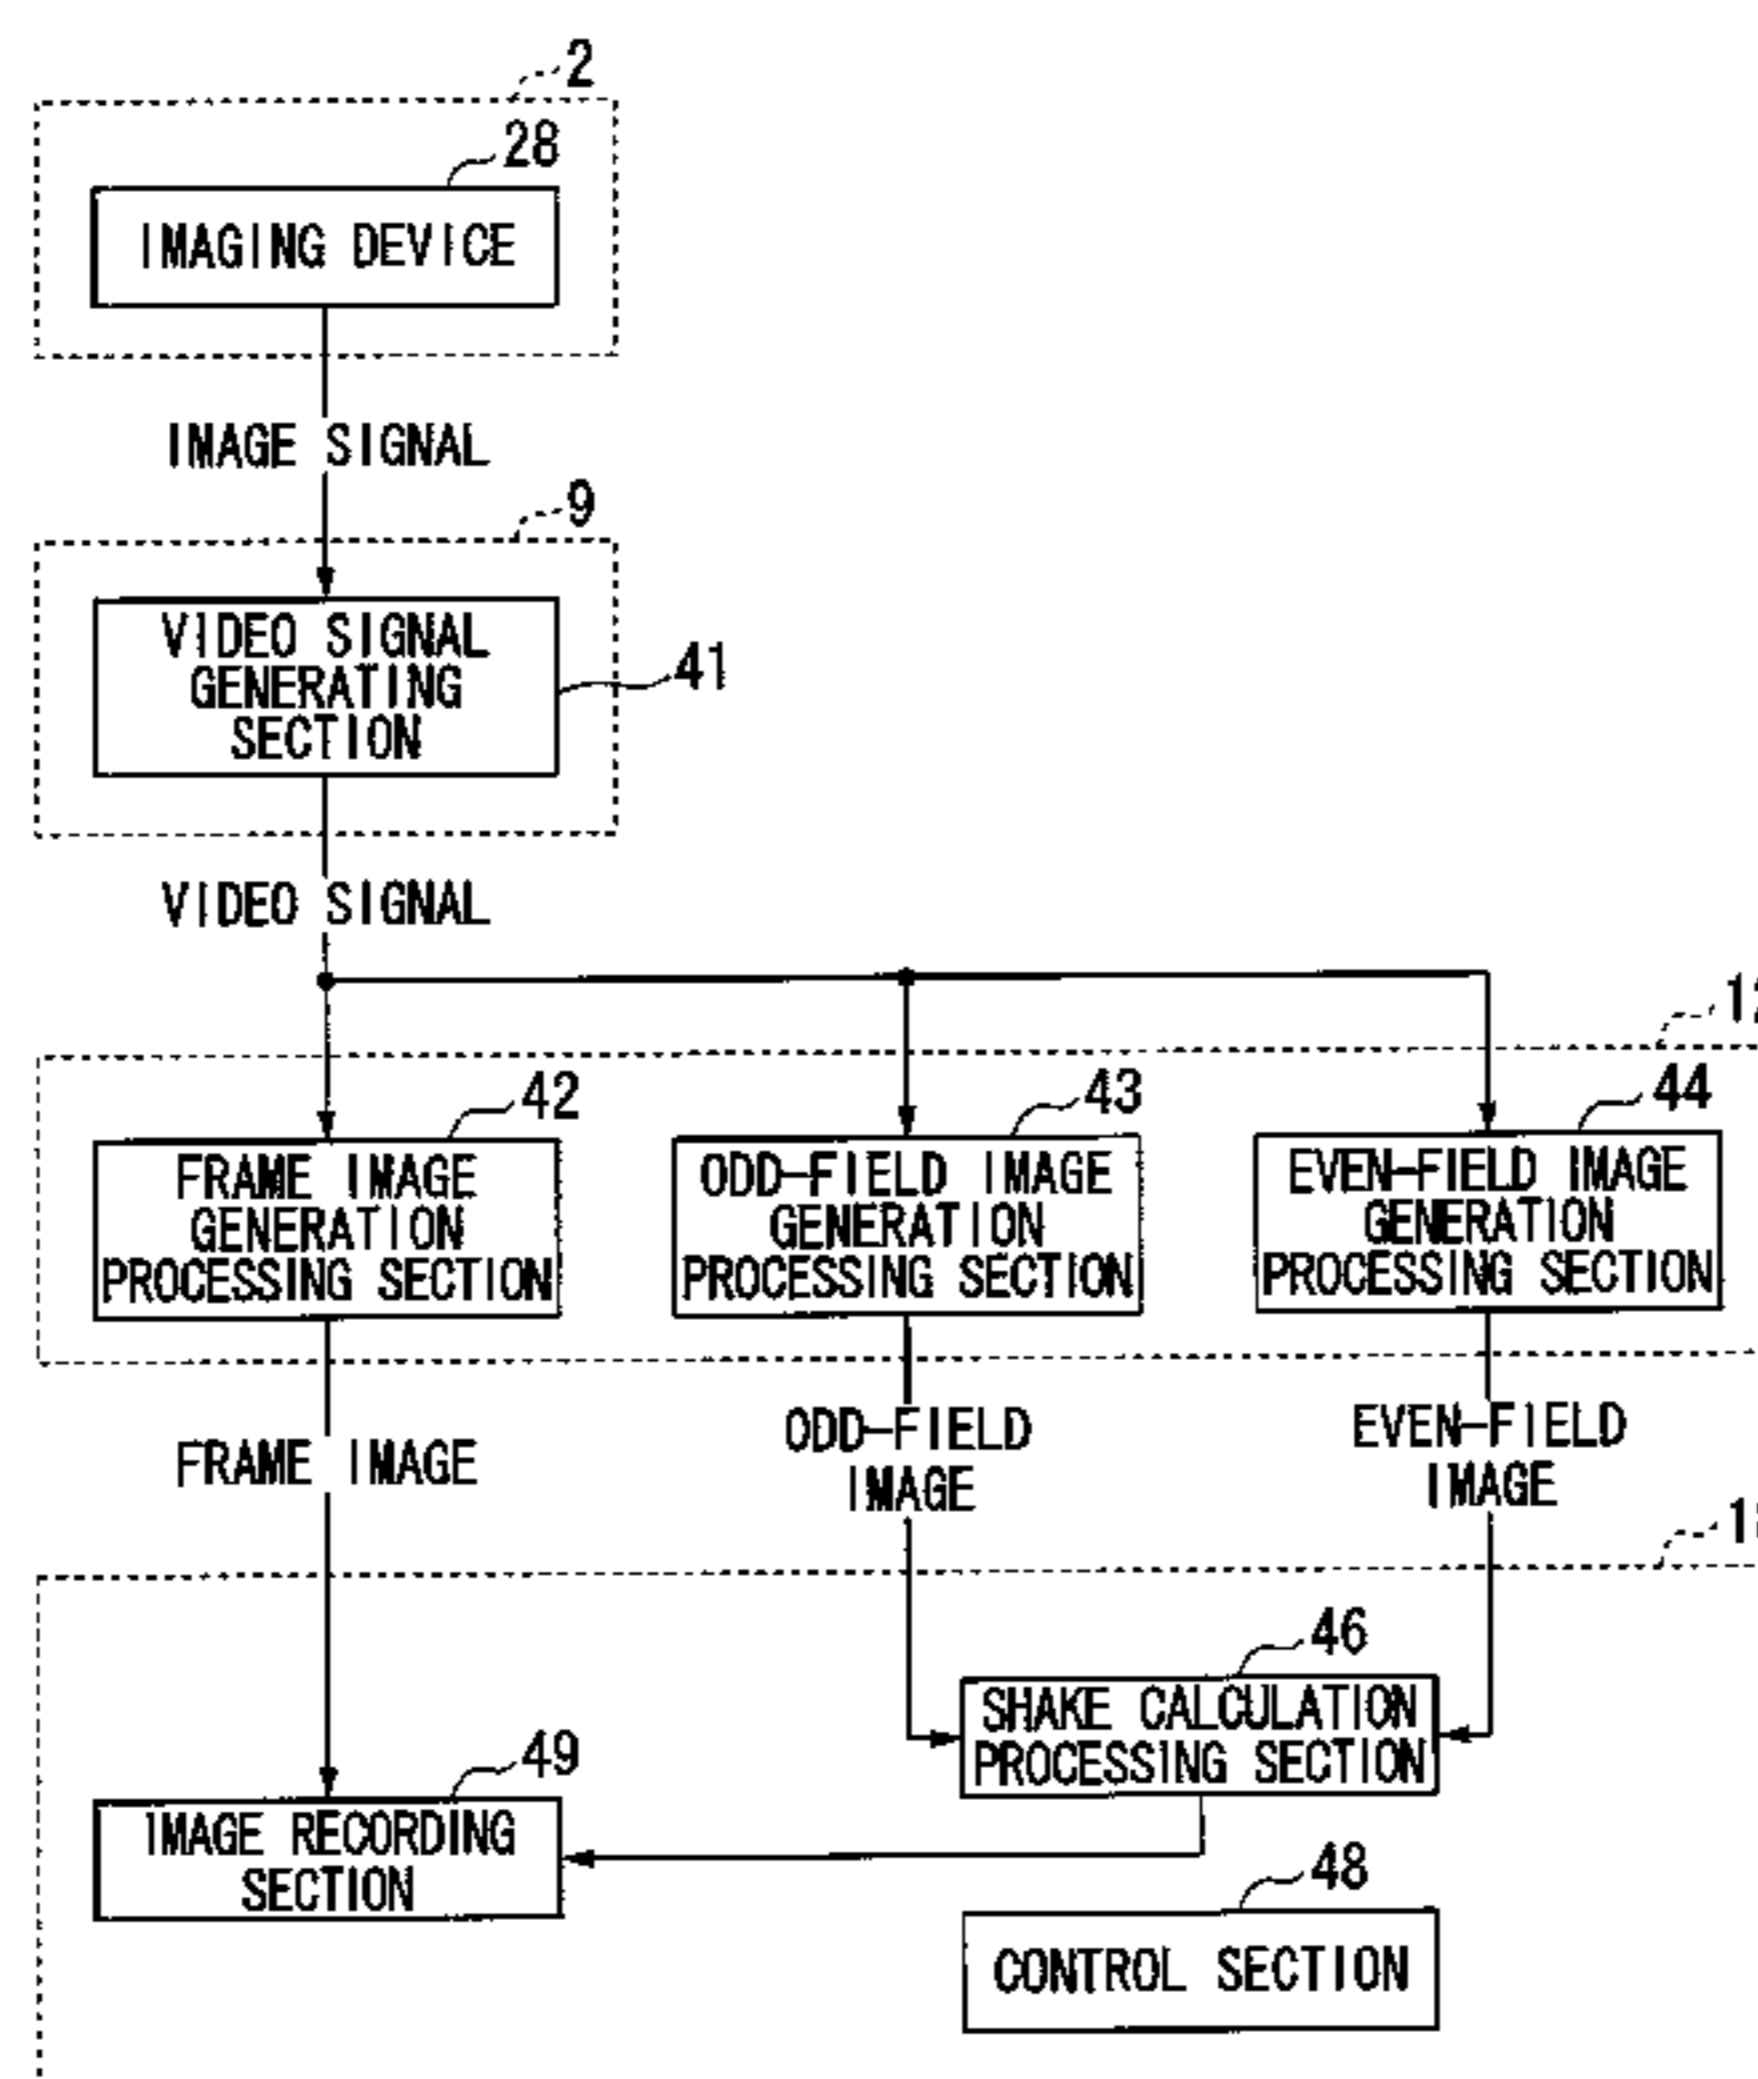 2
28
IMAGING DEVICE
IMAGE SIGNAL
9
VIDEO SIGNAL
GENERATING
SECTION
41
VIDEO SIGNAL
42
43
44
FRAME IMAGE
GENERATION
PROCESSING SECTION
ODD-FIELD IMAGE
GENERATION
PROCESSING SECTION
EVEN-FIELD IMAGE
GENERATION
PROCESSING SECTION
FRAME IMAGE
ODD-FIELD
IMAGE
EVEN-FIELD
IMAGE
46
SHAKE CALCULATION
PROCESSING SECTION
49
IMAGE RECORDING
SECTION
48
CONTROL SECTION